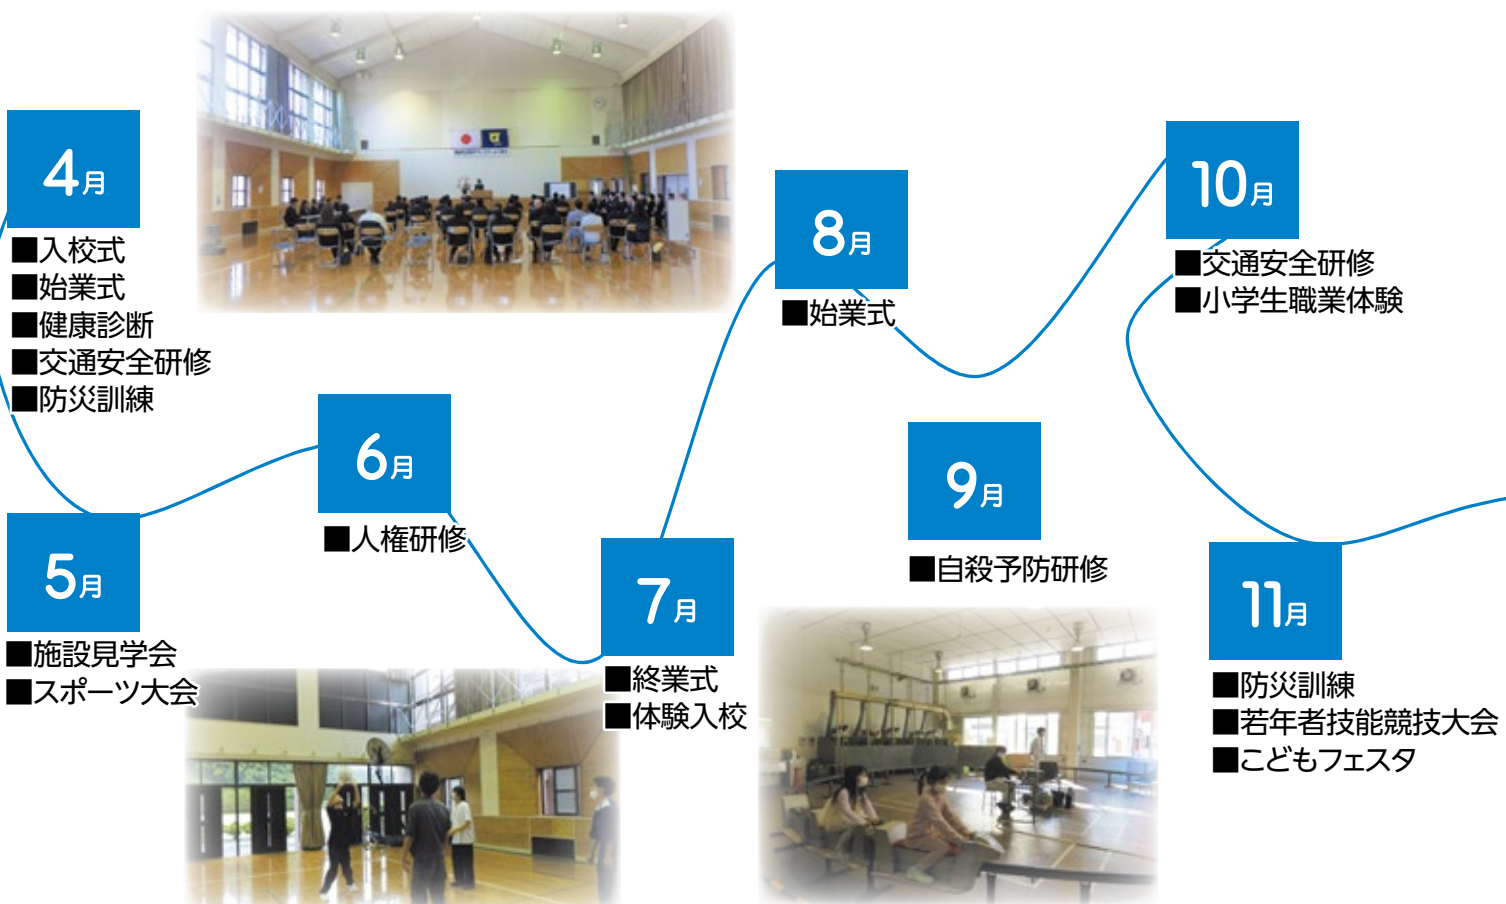 4月
■入校式
■始業式
■健康診断
■交通安全研修
■防災訓練
5月
■施設見学会
■スポーツ大会
6月
■人権研修
7月
■終業式
■体験入校
8月
■始業式
9月
■自殺予防研修
10月
■交通安全研修
■小学生職業体験
11月
■防災訓練
■若年者技能競技大会
■こどもフェスタ